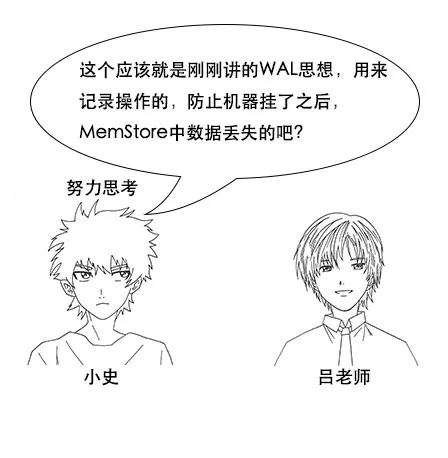 这个应该就是刚刚讲的WAL思想，用来
记录操作的，防止机器挂了之后，
MemStore中数据丢失的吧？
努力思考
小史
吕老师